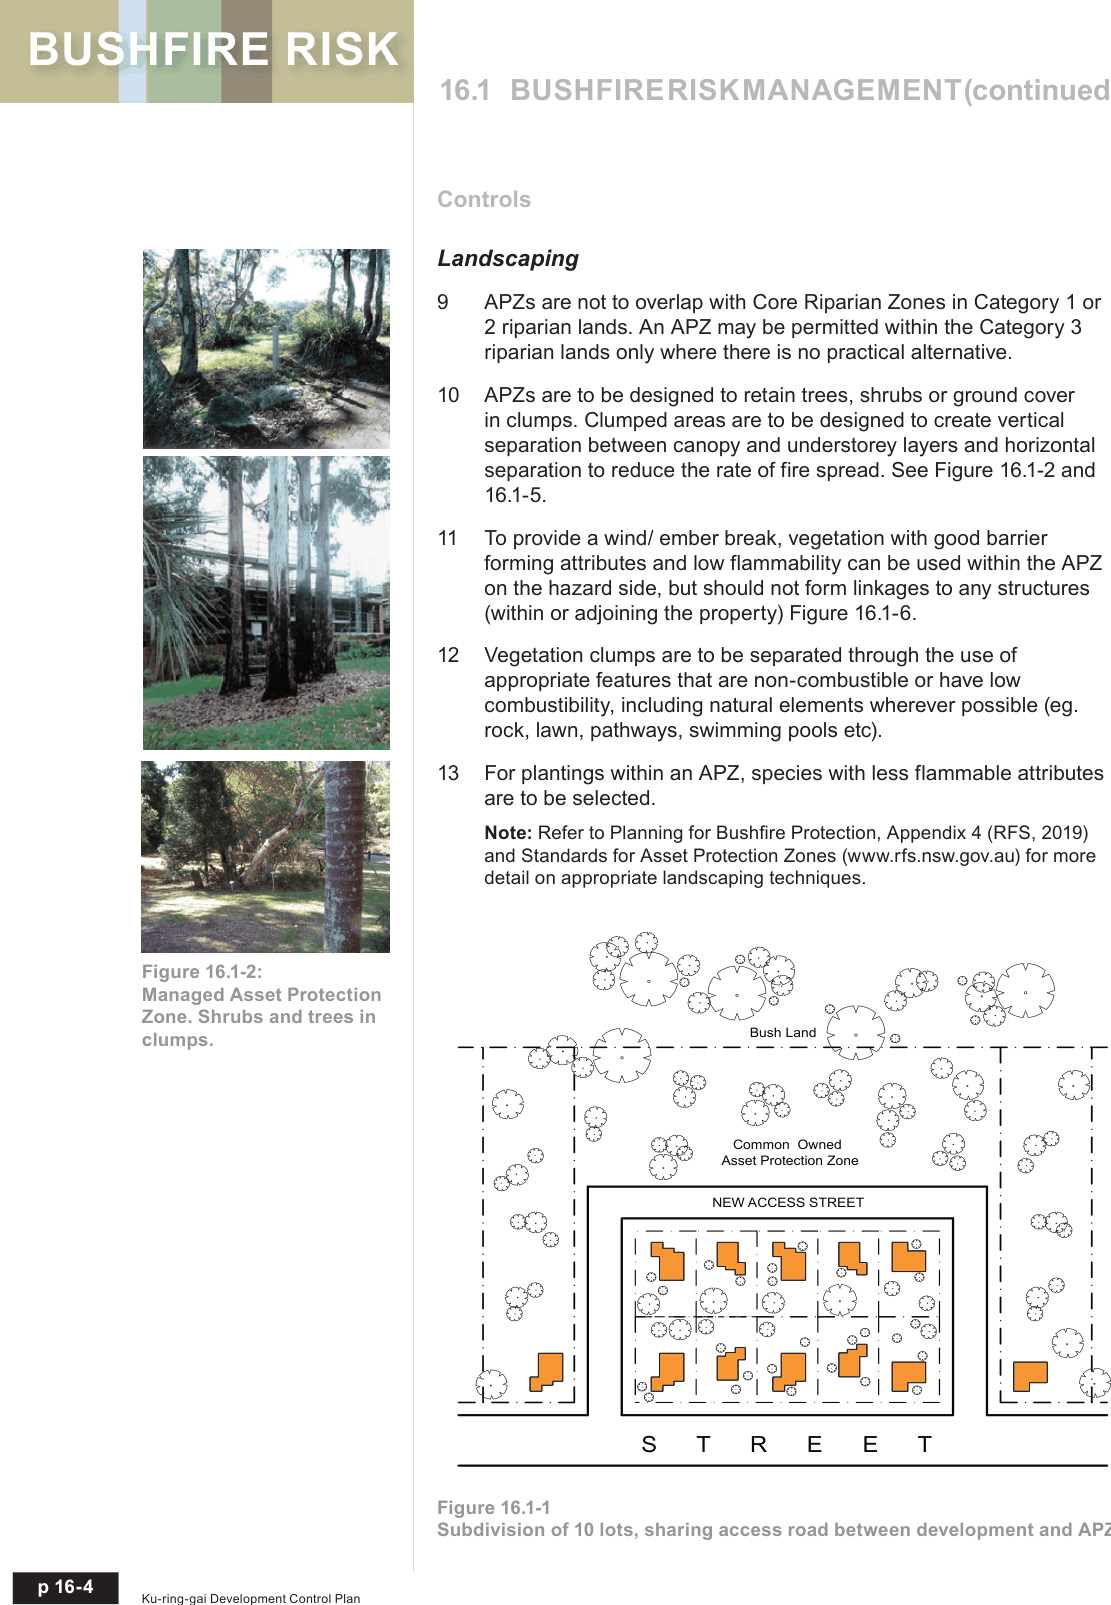 BUSHFIRE RISK
16.1 BUSHFIRE RISK MANAGEMENT (continued
Controls
Landscaping
9 APZs are not to overlap with Core Riparian Zones in Category 1 or
2 riparian lands. An APZ may be permitted within the Category 3
riparian lands only where there is no practical alternative.
10 APZs are to be designed to retain trees, shrubs or ground cover
in clumps. Clumped areas are to be designed to create vertical
separation between canopy and understorey layers and horizontal
separation to reduce the rate of fire spread. See Figure 16.1-2 and
16.1-5.
11 To provide a wind/ ember break, vegetation with good barrier
forming attributes and low flammability can be used within the APZ
on the hazard side, but should not form linkages to any structures
(within or adjoining the property) Figure 16.1-6.
12 Vegetation clumps are to be separated through the use of
appropriate features that are non-combustible or have low
combustibility, including natural elements wherever possible (eg.
rock, lawn, pathways, swimming pools etc).
13 For plantings within an APZ, species with less flammable attributes
are to be selected.
Note: Refer to Planning for Bushfire Protection, Appendix 4 (RFS, 2019)
and Standards for Asset Protection Zones (www.rfs.nsw.gov.au) for more
detail on appropriate landscaping techniques.
Figure 16.1-2:
Managed Asset Protection
Zone. Shrubs and trees in
clumps.
Bush Land
Common Owned
Asset Protection Zone
NEW ACCESS STREET
S T R E E T
Figure 16.1-1
Subdivision of 10 lots, sharing access road between development and APZ
p 16-4
Ku-ring-gai Development Control Plan